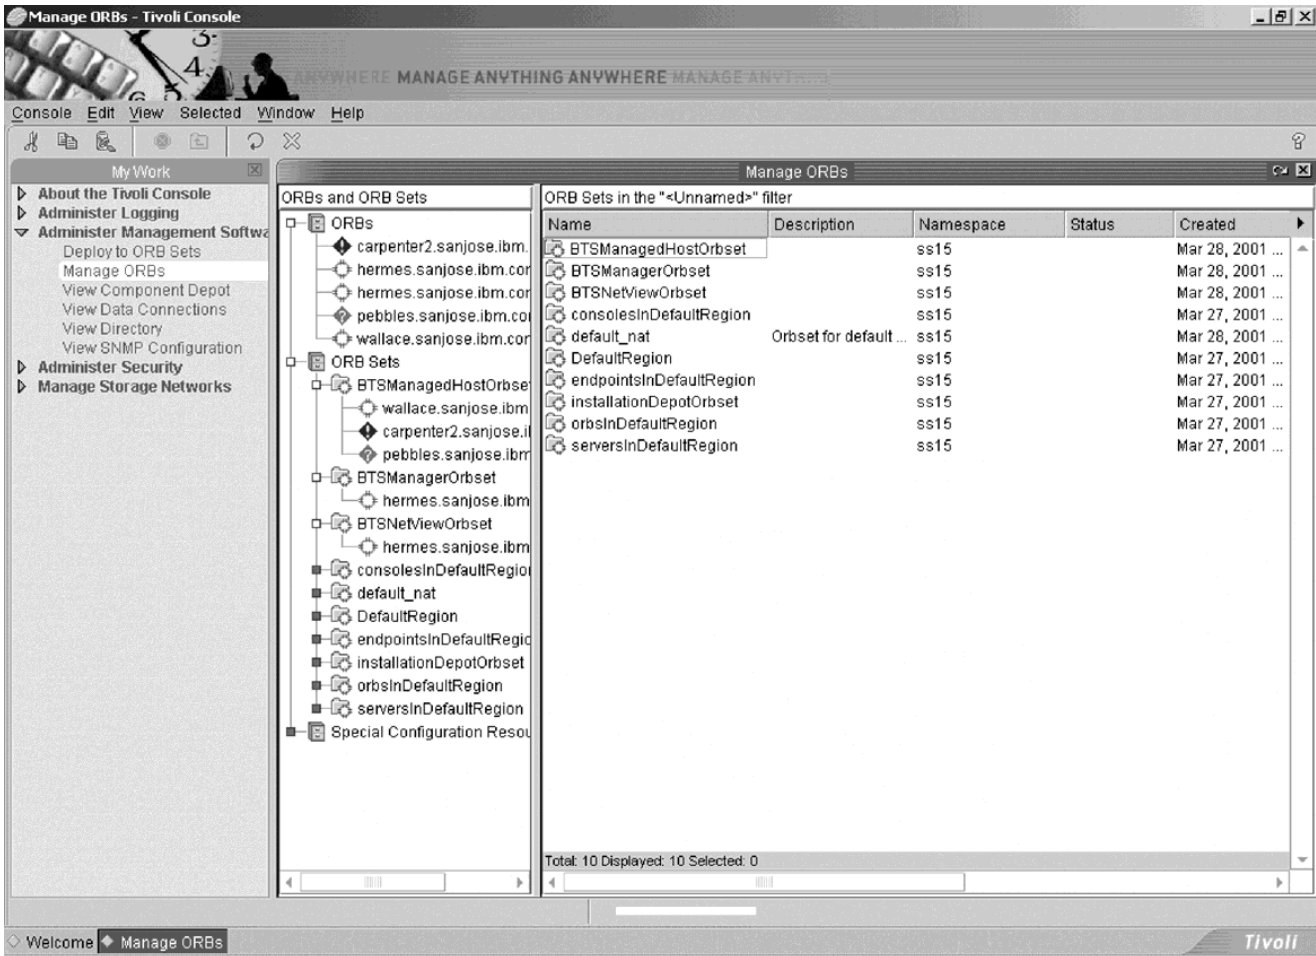 Manage ORBs - Tivoli Console
ANYWHERE MANAGE ANYTHING ANYWHERE MANAGE
Console Edit View Selected Window Help
My Work
About the Tivoli Console
Administer Logging
Administer Management Softwa
Deploy to ORB Sets
Manage ORBs
View Component Depot
View Data Connections
View Directory
View SNMP Configuration
Administer Security
Manage Storage Networks
Manage ORBs
ORBs and ORB Sets
ORBs
carpenter2.sanjose.ibm.
hermes.sanjose.ibm.cor
hermes.sanjose.ibm.cor
pebbles.sanjose.ibm.co
wallace.sanjose.ibm.cor
ORB Sets
BTSManagedHostOrbse
wallace.sanjose.ibm
carpenter2.sanjose.i
pebbles.sanjose.ibm
BTSManagerOrbset
hermes.sanjose.ibm
BTSNetViewOrbset
hermes.sanjose.ibm
consolesInDefaultRegio
default_nat
DefaultRegion
endpointsInDefaultRegio
installationDepotOrbset
orbsInDefaultRegion
serversInDefaultRegion
Special Configuration Resou
ORB Sets in the "<Unnamed>" filter
Name Description Namespace Status Created
BTSManagedHostOrbset ss15 Mar 28, 2001 ...
BTSManagerOrbset ss15 Mar 28, 2001 ...
BTSNetViewOrbset ss15 Mar 28, 2001 ...
consolesInDefaultRegion ss15 Mar 27, 2001 ...
default_nat Orbset for default ... ss15 Mar 28, 2001 ...
DefaultRegion ss15 Mar 27, 2001 ...
endpointsInDefaultRegion ss15 Mar 27, 2001 ...
installationDepotOrbset ss15 Mar 27, 2001 ...
orbsInDefaultRegion ss15 Mar 27, 2001 ...
serversInDefaultRegion ss15 Mar 27, 2001 ...
Total: 10 Displayed: 10 Selected: 0
Welcome Manage ORBs
Tivoli